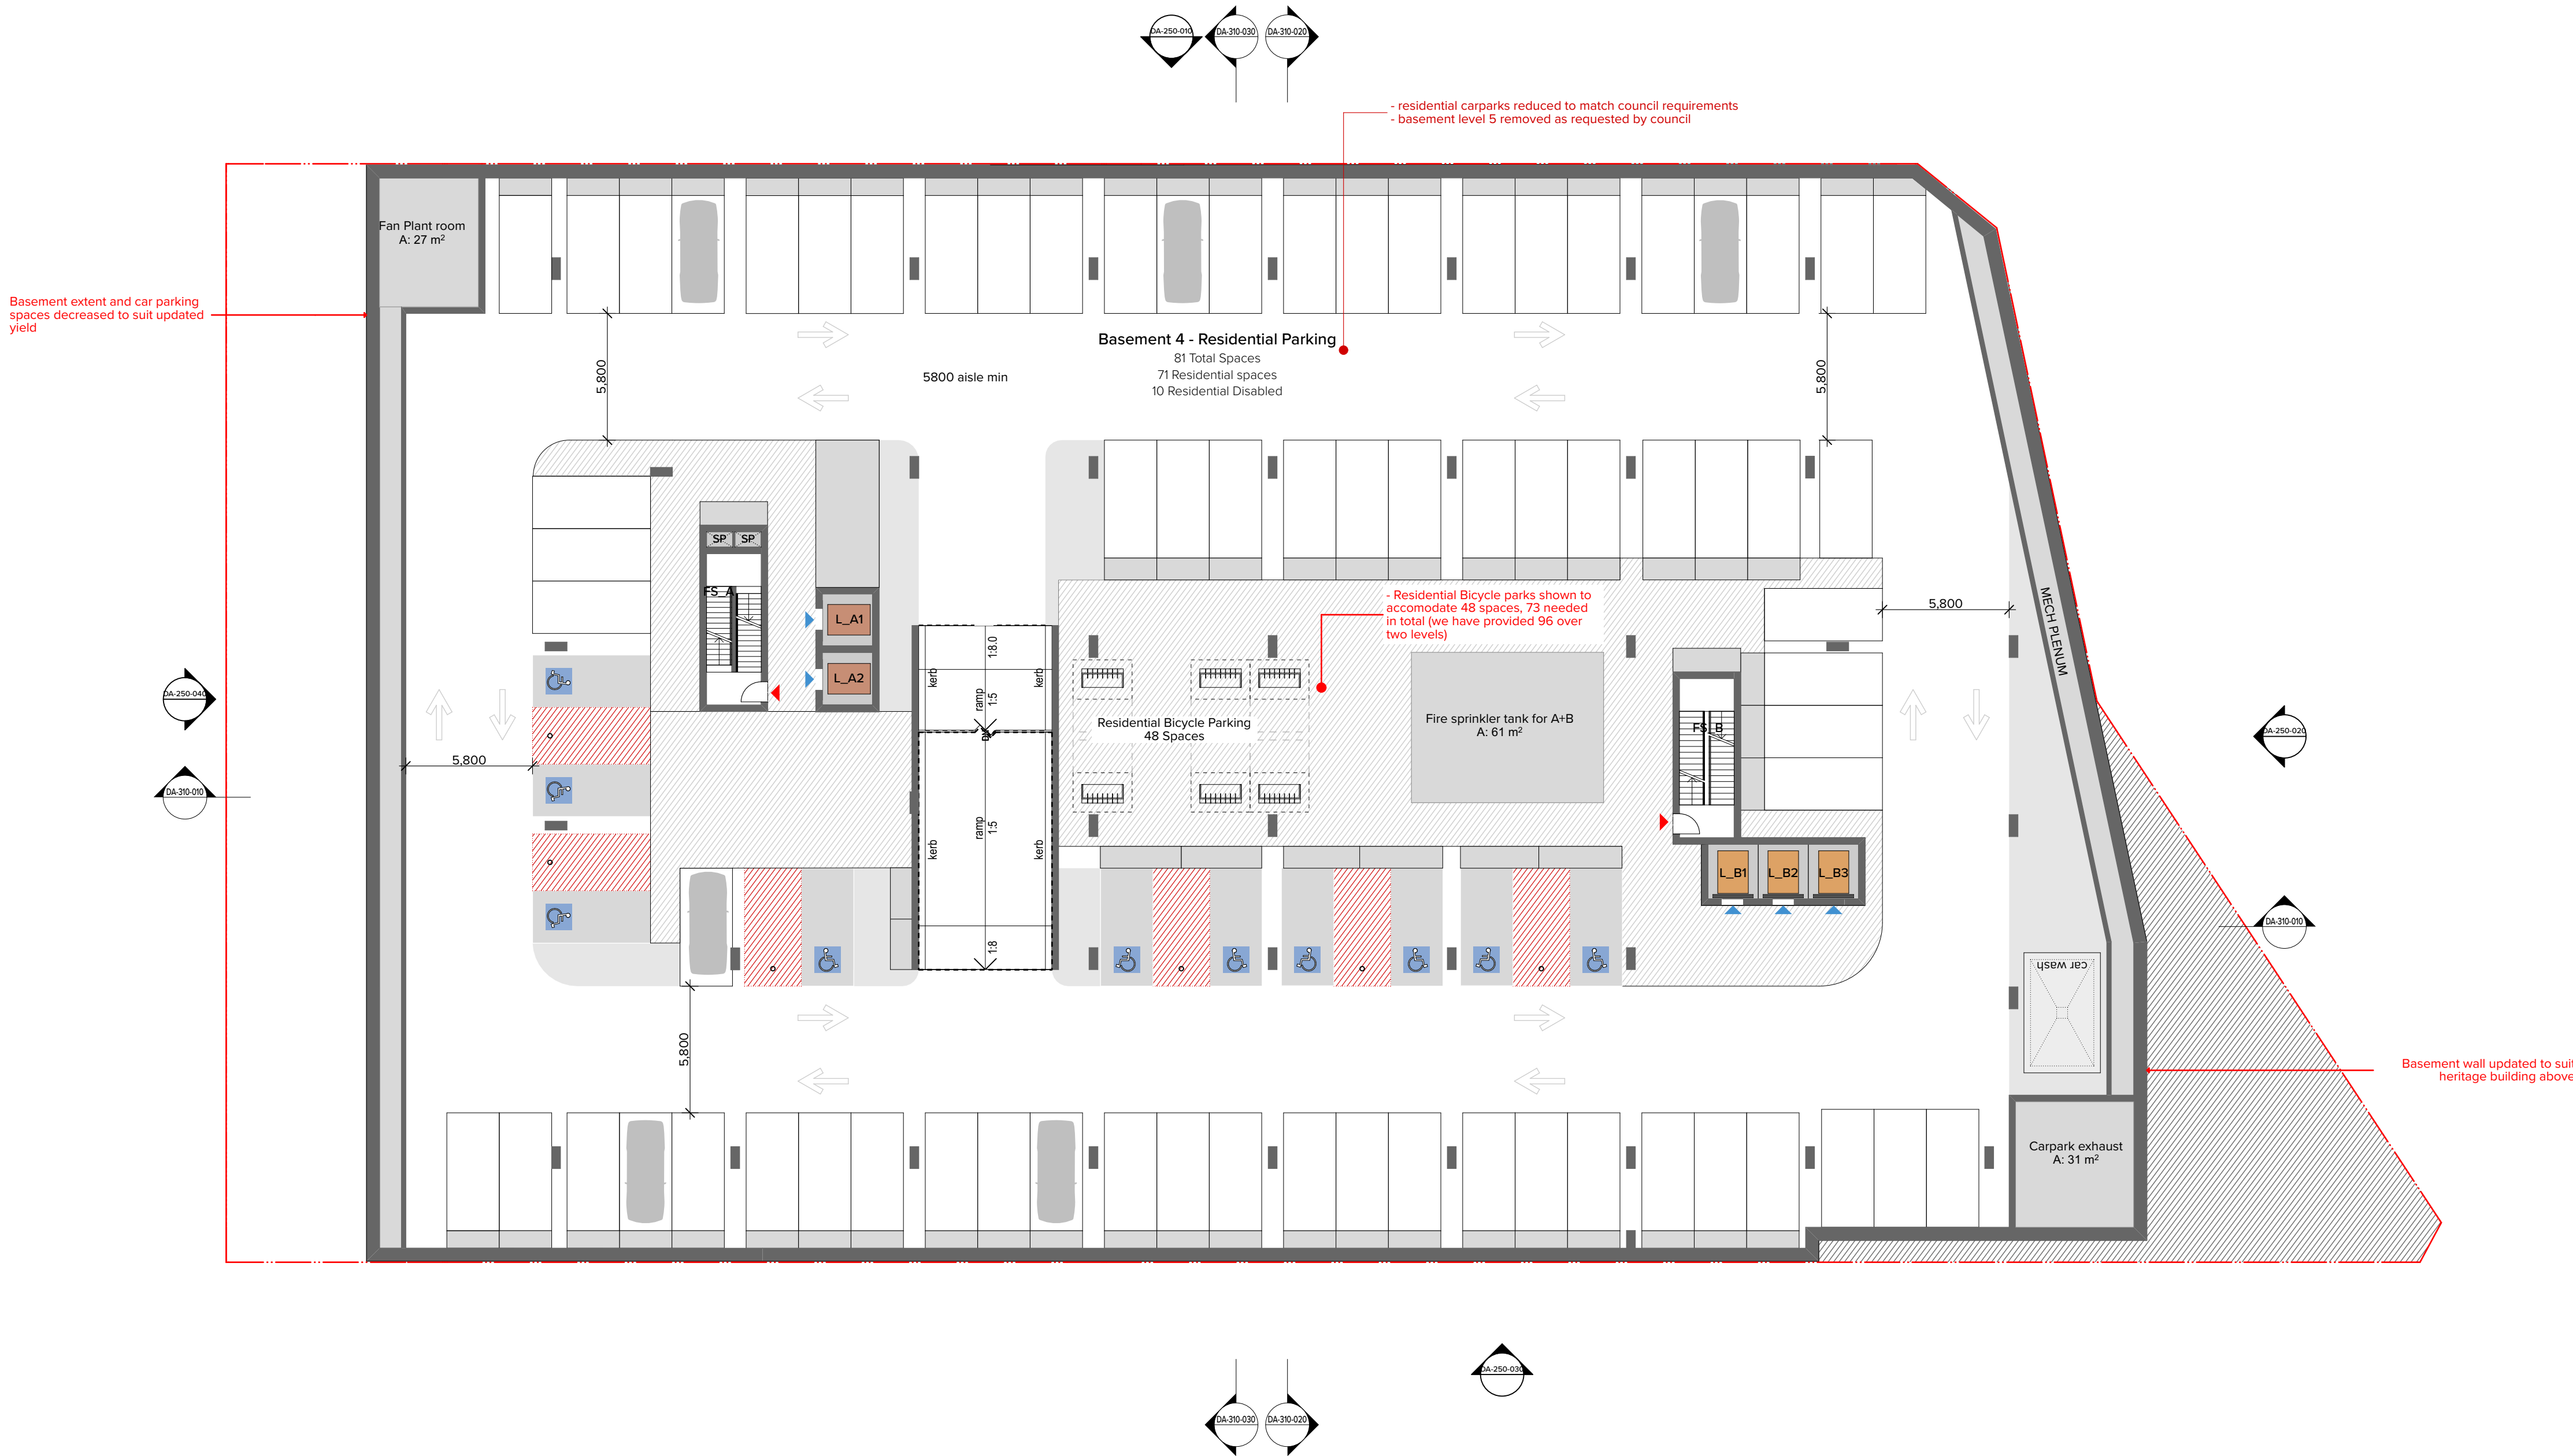 DA-250-010
DA-310-030
DA-310-020
- residential carparks reduced to match council requirements
- basement level 5 removed as requested by council
Fan Plant room
A: 27 m²
Basement extent and car parking
spaces decreased to suit updated
yield
Basement 4 - Residential Parking
81 Total Spaces
71 Residential spaces
10 Residential Disabled
5800 aisle min
5,800
5,800
SP
SP
FS_A
L_A1
L_A2
kerb
kerb
ramp
1:8.0
1:5
- Residential Bicycle parks shown to
accomodate 48 spaces, 73 needed
in total (we have provided 96 over
two levels)
5,800
MECH PLENUM
DA-250-040
DA-310-010
5,800
Residential Bicycle Parking
48 Spaces
Fire sprinkler tank for A+B
A: 61 m²
FS_B
DA-250-020
kerb
kerb
ramp
1:5
1:8
L_B1
L_B2
L_B3
DA-310-010
car wash
5,800
Basement wall updated to suit
heritage building above
Carpark exhaust
A: 31 m²
DA-250-030
DA-310-030
DA-310-020